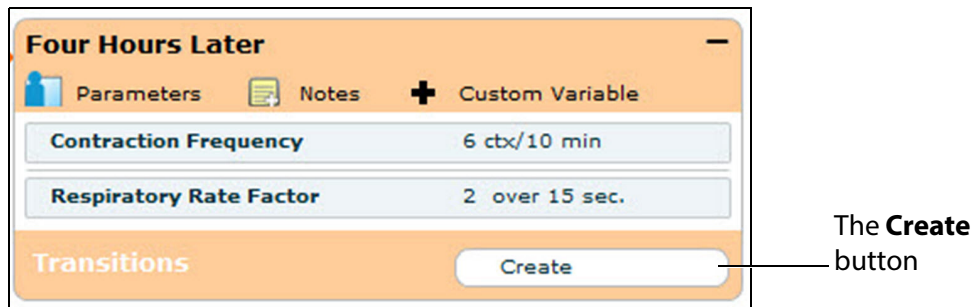 Four Hours Later
Parameters Notes Custom Variable
Contraction Frequency 6 ctx/10 min
Respiratory Rate Factor 2 over 15 sec.
Transitions Create
The Create
button